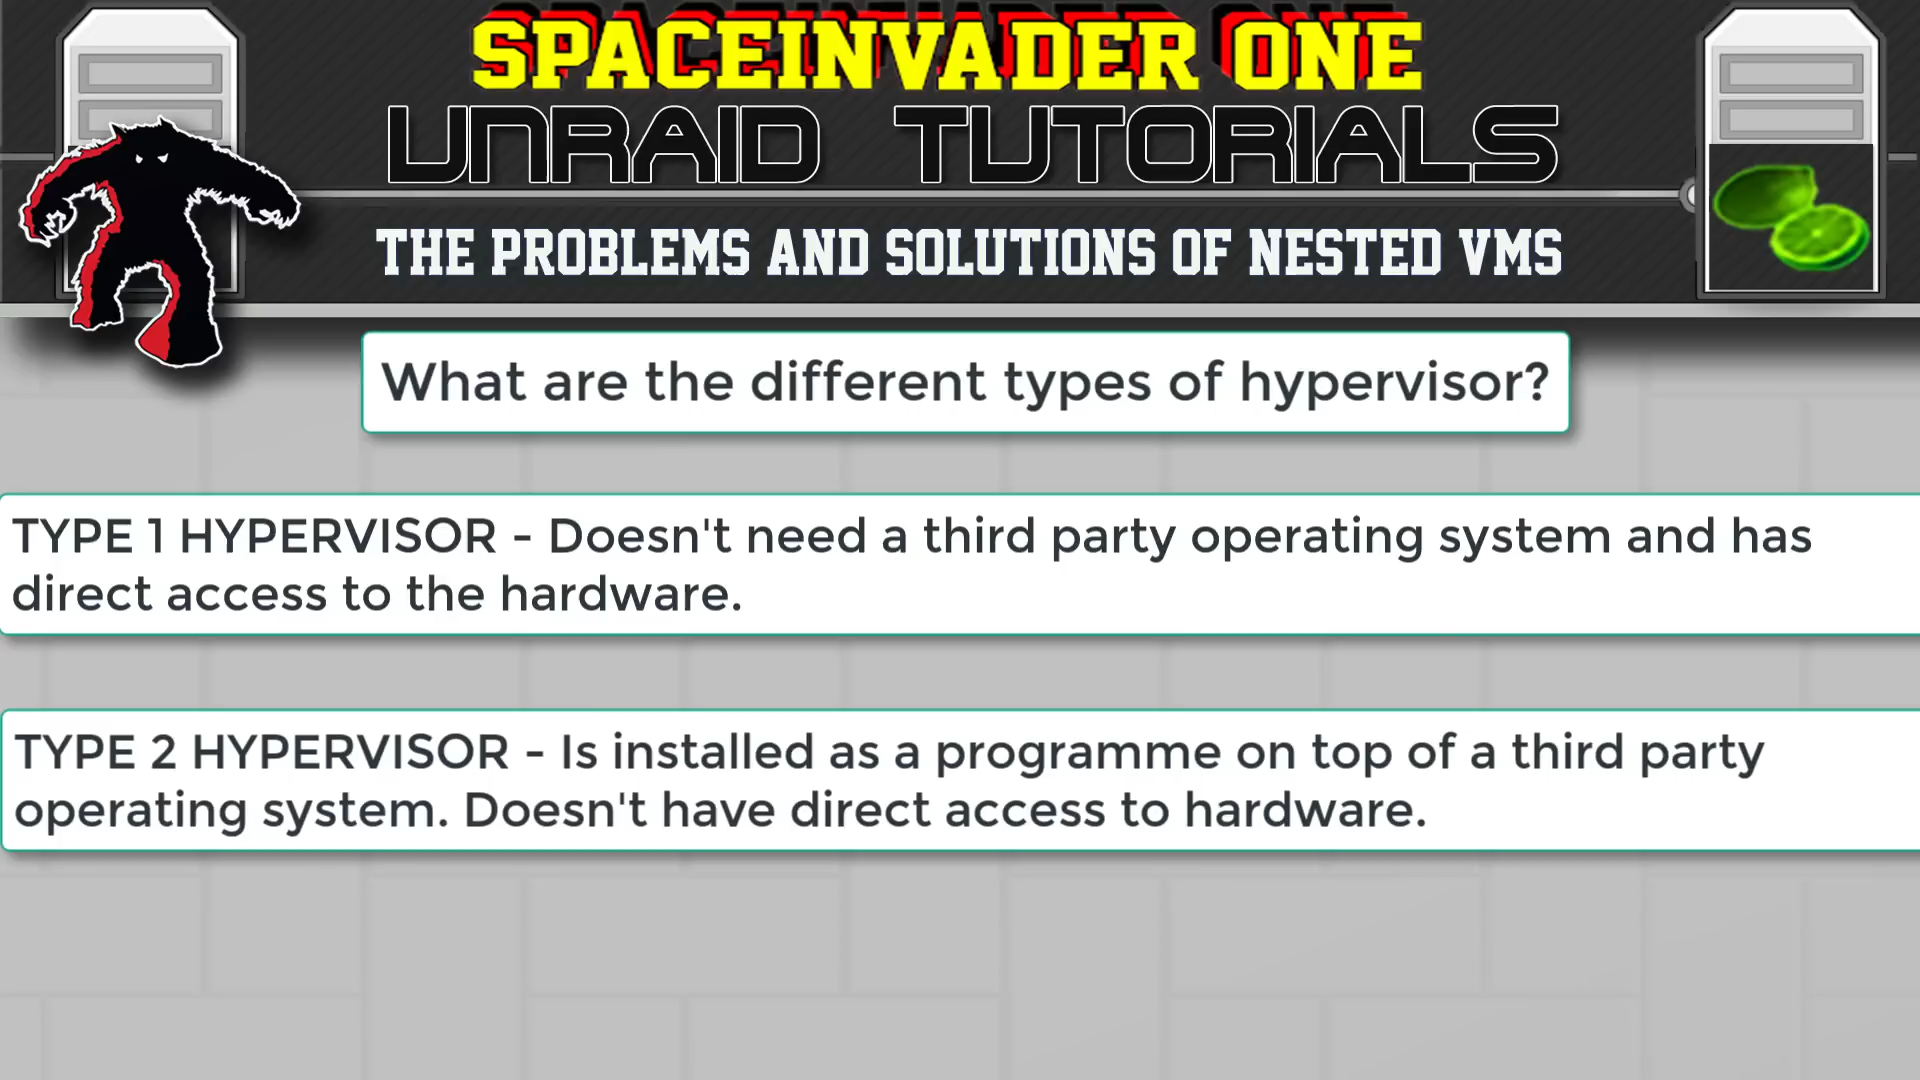 SPACEINVADER ONE
UNRAID TUTORIALS
THE PROBLEMS AND SOLUTIONS OF NESTED VMS
What are the different types of hypervisor?
TYPE 1 HYPERVISOR - Doesn't need a third party operating system and has
direct access to the hardware.
TYPE 2 HYPERVISOR - Is installed as a programme on top of a third party
operating system. Doesn't have direct access to hardware.